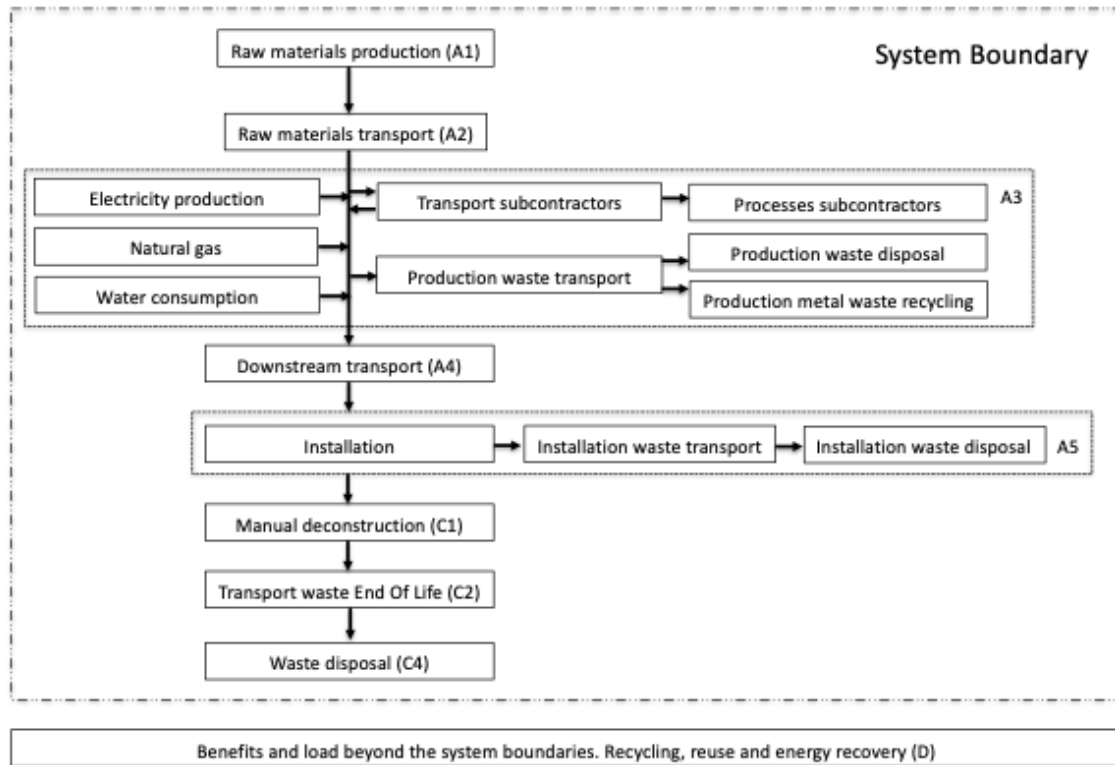 Raw materials production (A1)
System Boundary
Raw materials transport (A2)
Electricity production
Transport subcontractors
Processes subcontractors
A3
Natural gas
Production waste transport
Production waste disposal
Water consumption
Production metal waste recycling
Downstream transport (A4)
Installation
Installation waste transport
Installation waste disposal
A5
Manual deconstruction (C1)
Transport waste End Of Life (C2)
Waste disposal (C4)
Benefits and load beyond the system boundaries. Recycling, reuse and energy recovery (D)